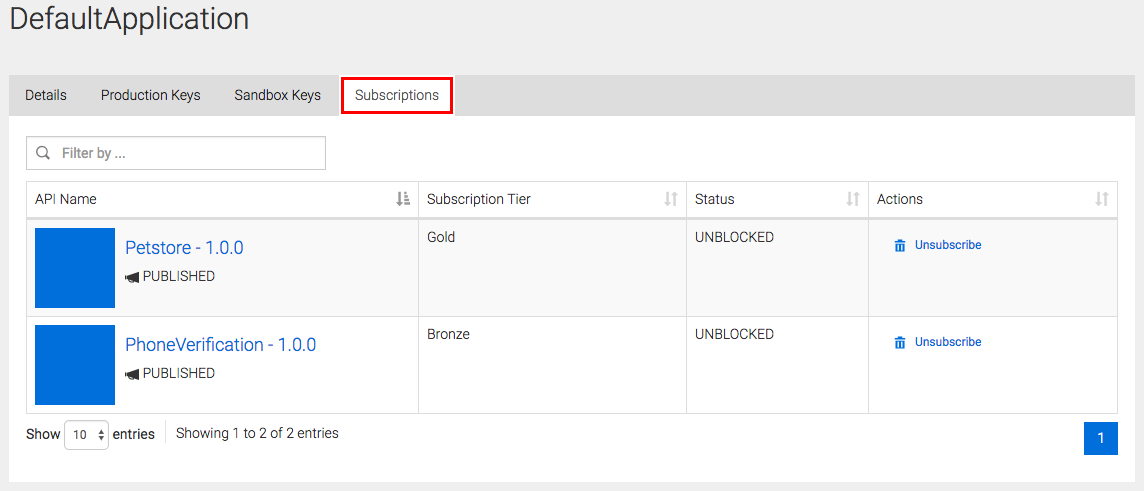 DefaultApplication
Details Production Keys Sandbox Keys Subscriptions
Filter by ...
API Name Subscription Tier Status Actions
Petstore - 1.0.0 Gold UNBLOCKED Unsubscribe
PUBLISHED
PhoneVerification - 1.0.0 Bronze UNBLOCKED Unsubscribe
PUBLISHED
Show 10 entries Showing 1 to 2 of 2 entries 1